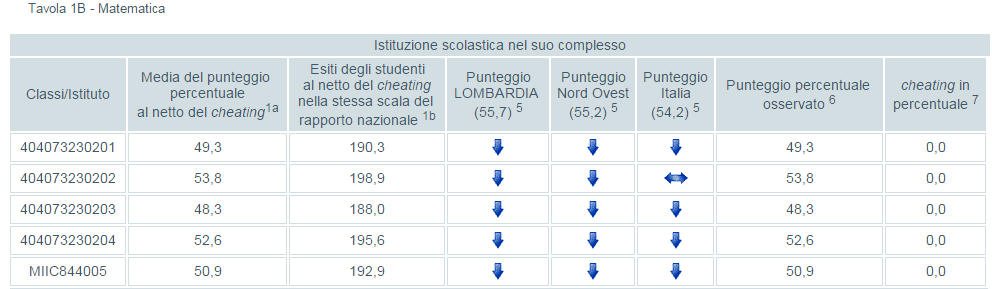 Tavola 1B - Matematica
Istituzione scolastica nel suo complesso
Classi/Istituto
Media del punteggio
percentuale
al netto del cheating1a
Esiti degli studenti
al netto del cheating
nella stessa scala del
rapporto nazionale 1b
Punteggio
LOMBARDIA
(55,7) 5
Punteggio
Nord Ovest
(55,2) 5
Punteggio
Italia
(54,2) 5
Punteggio percentuale
osservato 6
cheating in
percentuale 7
404073230201 49,3 190,3 49,3 0,0
404073230202 53,8 198,9 53,8 0,0
404073230203 48,3 188,0 48,3 0,0
404073230204 52,6 195,6 52,6 0,0
MIIC844005 50,9 192,9 50,9 0,0